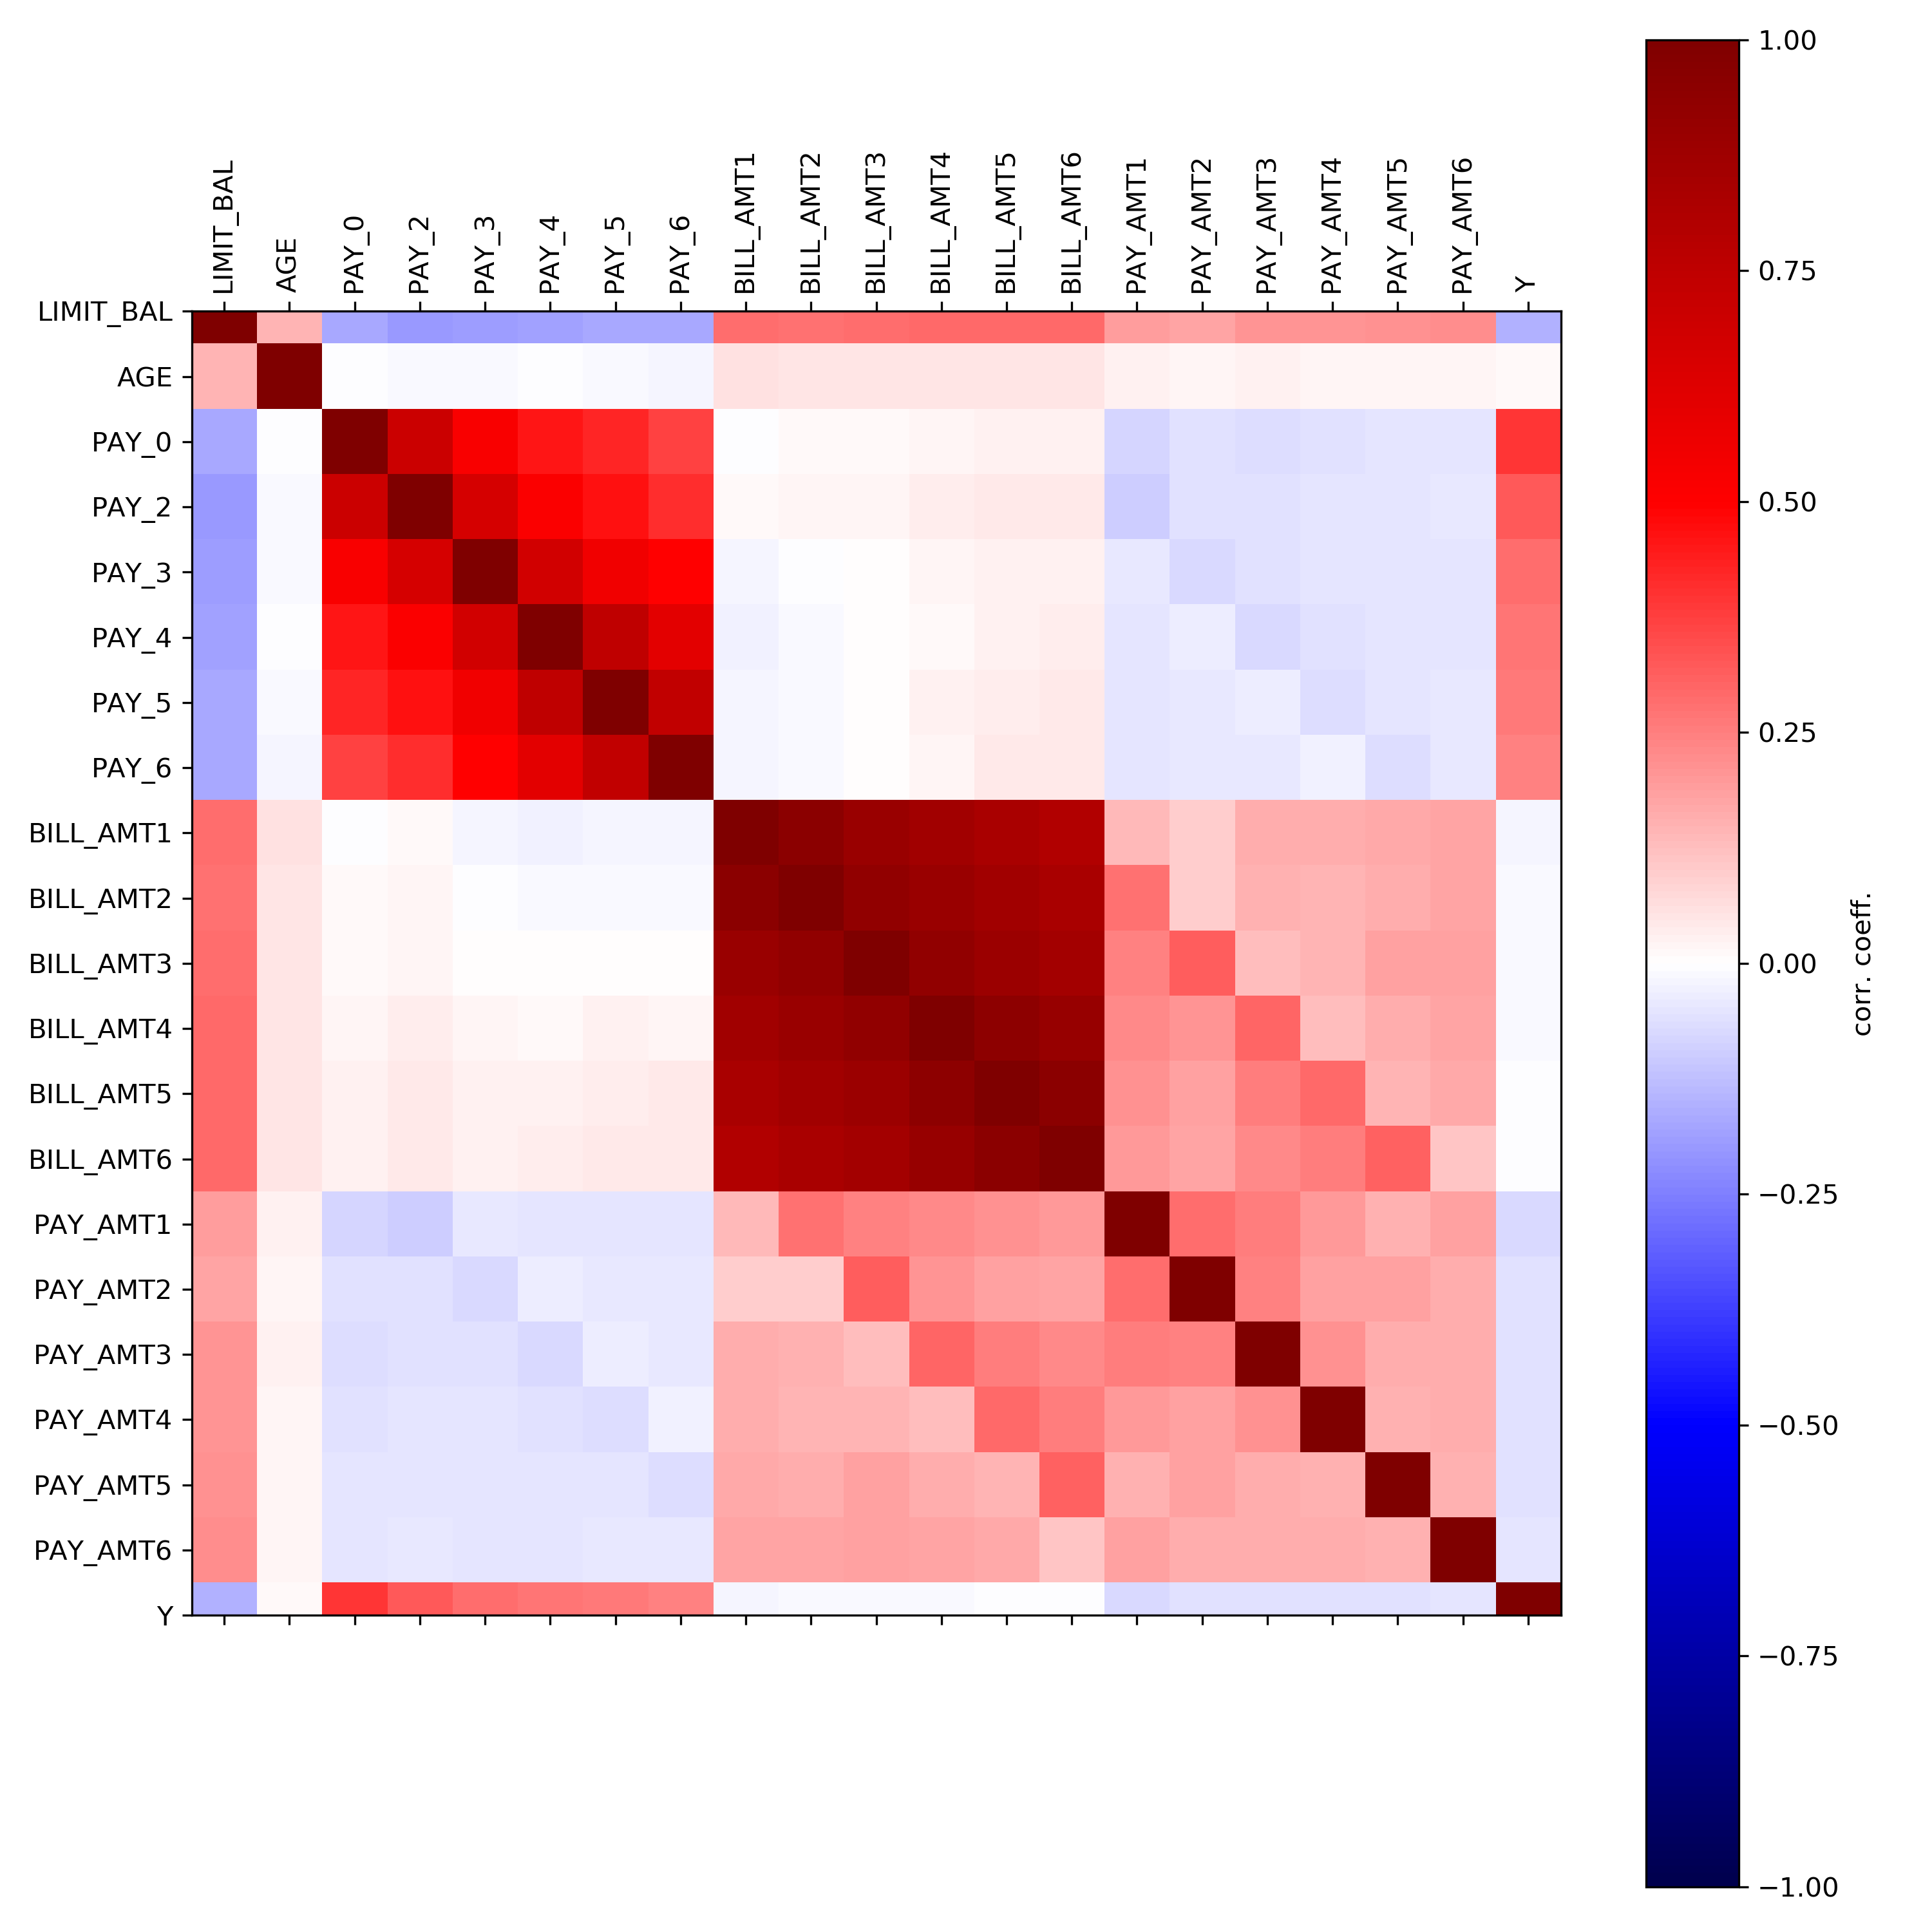 LIMIT_BAL
AGE
PAY_0
PAY_2
PAY_3
PAY_4
PAY_5
PAY_6
BILL_AMT1
BILL_AMT2
BILL_AMT3
BILL_AMT4
BILL_AMT5
BILL_AMT6
PAY_AMT1
PAY_AMT2
PAY_AMT3
PAY_AMT4
PAY_AMT5
PAY_AMT6
Y
LIMIT_BAL
AGE
PAY_0
PAY_2
PAY_3
PAY_4
PAY_5
PAY_6
BILL_AMT1
BILL_AMT2
BILL_AMT3
BILL_AMT4
BILL_AMT5
BILL_AMT6
PAY_AMT1
PAY_AMT2
PAY_AMT3
PAY_AMT4
PAY_AMT5
PAY_AMT6
Y
1.00
0.75
0.50
0.25
0.00
−0.25
−0.50
−0.75
−1.00
corr. coeff.